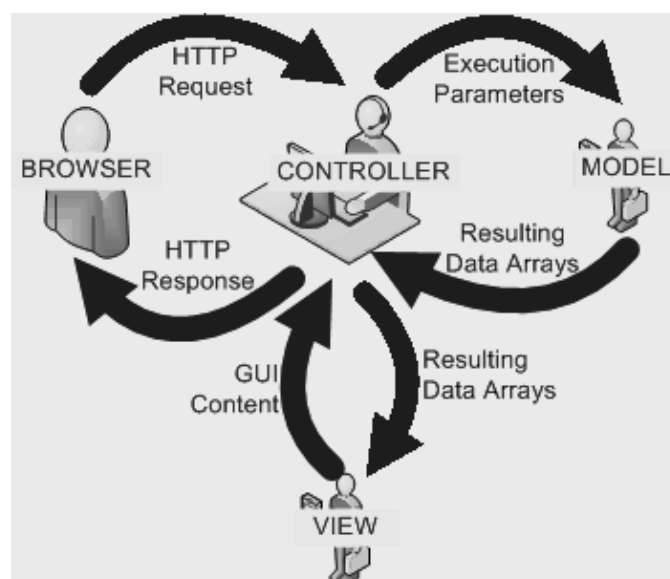 HTTP
Request
Execution
Parameters
BROWSER
CONTROLLER
MODEL
HTTP
Response
Resulting
Data Arrays
GUI
Content
Resulting
Data Arrays
VIEW